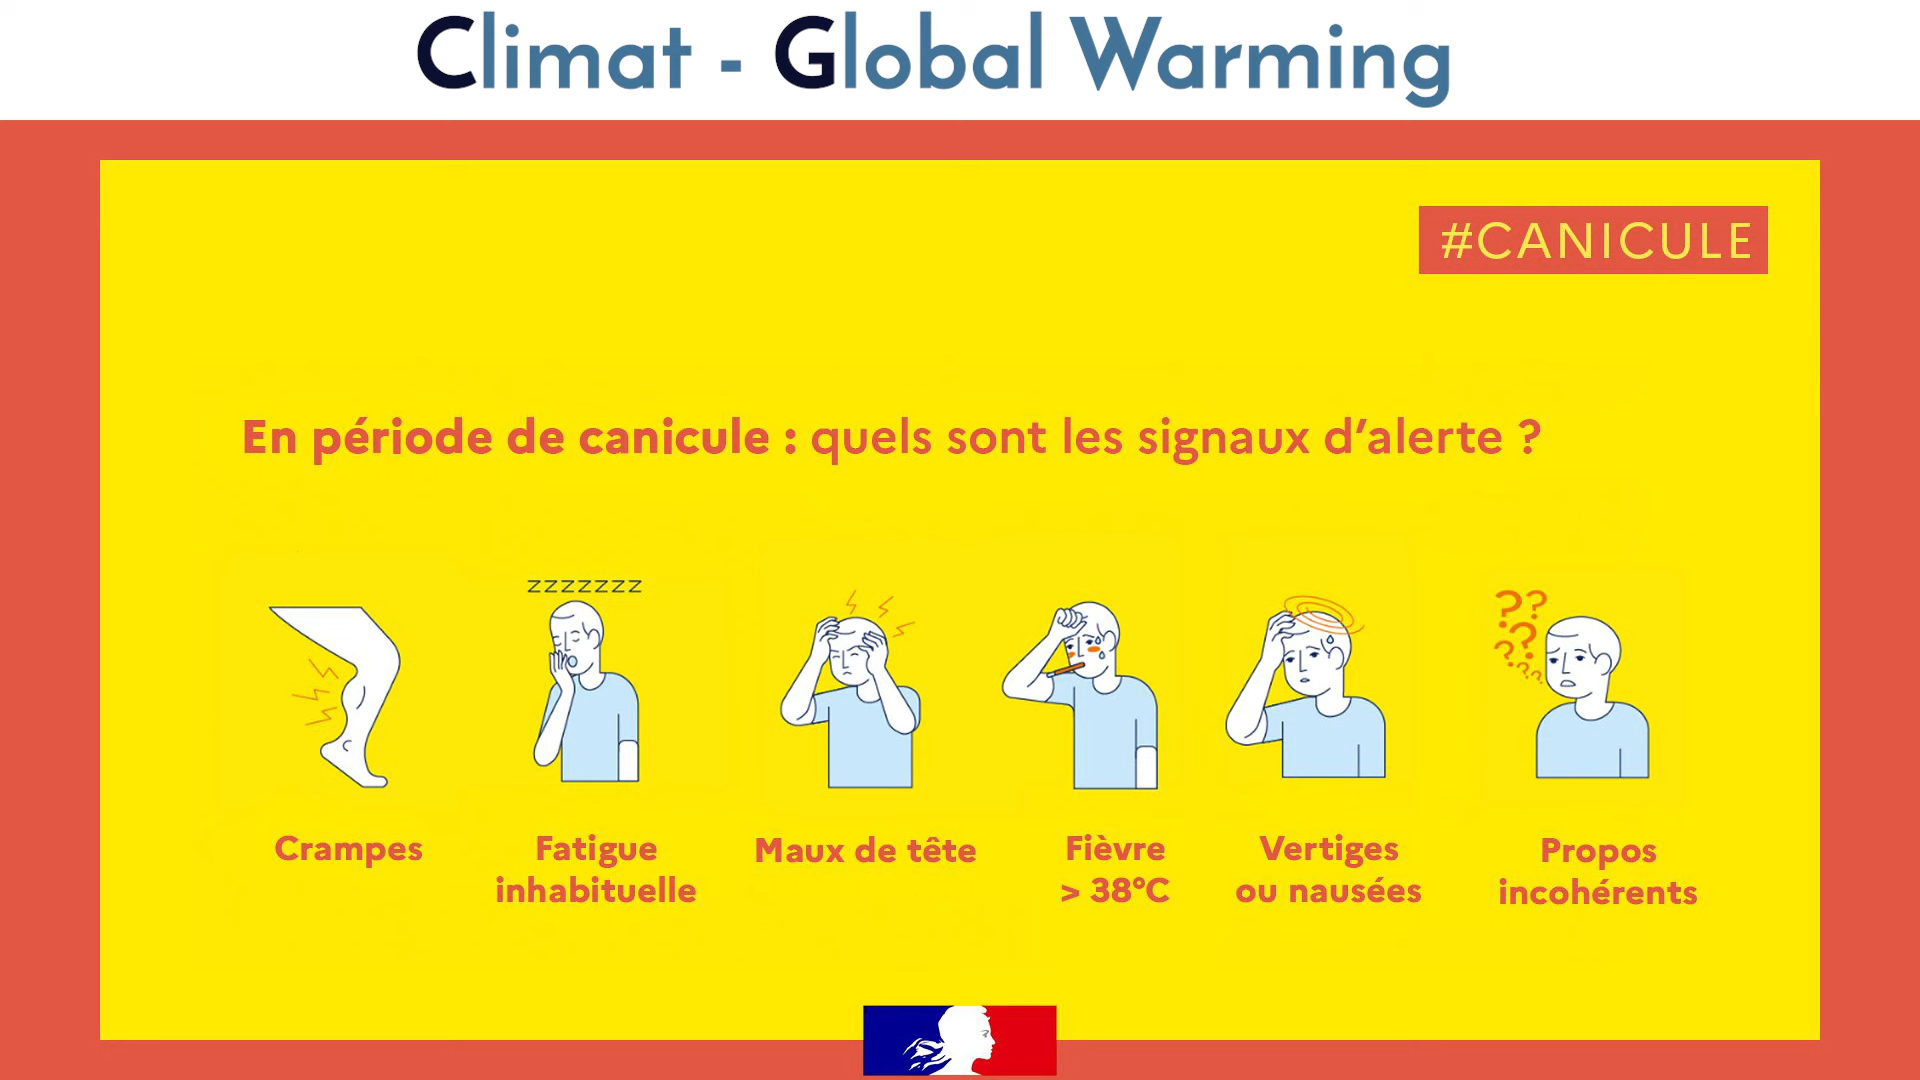 Climat - Global Warming
#CANICULE
En période de canicule : quels sont les signaux d’alerte ?
ZZZZZZZ
?? ?? ????
Crampes
Fatigue
inhabituelle
Maux de tête
Fièvre
> 38°C
Vertiges
ou nausées
Propos
incohérents